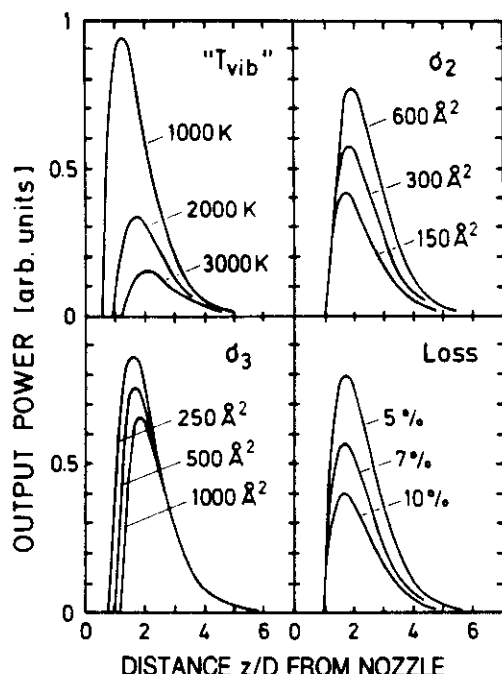 OUTPUT POWER [arb. units]
1
0.5
0
"Tvib"
1000 K
2000 K
3000K
σ2
600 Å2
300 Å2
150 Å2
0.5
0
σ3
250 Å2
500 Å2
1000 Å2
Loss
5 %
7 %
10%
0 2 4 6
0 2 4 6
DISTANCE z/D FROM NOZZLE